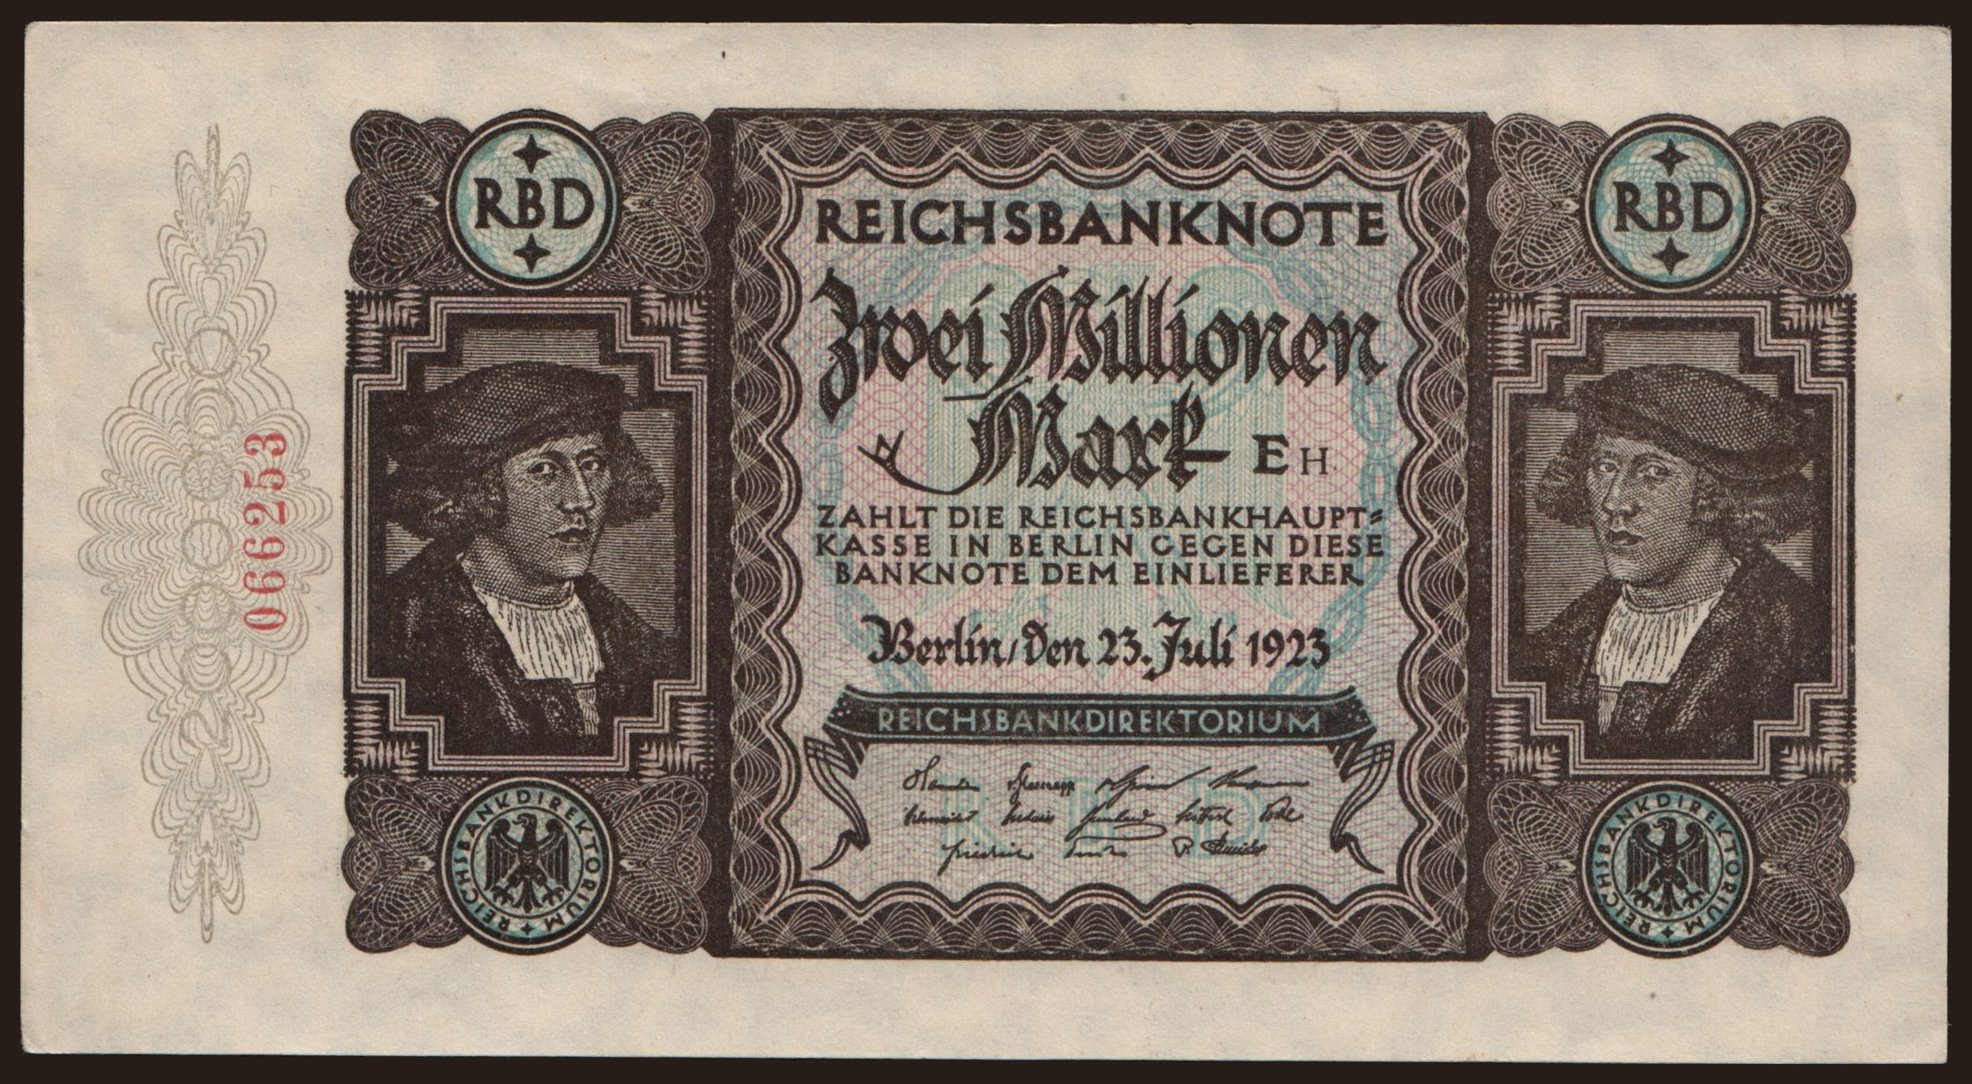 RBD
RBD
REICHSBANKNOTE
Zwei Millionen
Mark
EH
ZAHLT DIE REICHSBANKHAUPT=
KASSE IN BERLIN GEGEN DIESE
BANKNOTE DEM EINLIEFERER
Berlin, den 23. Juli 1923
REICHSBANKDIREKTORIUM
0662253
REICHSBANKDIREKTORIUM
REICHSBANKDIREKTORIUM